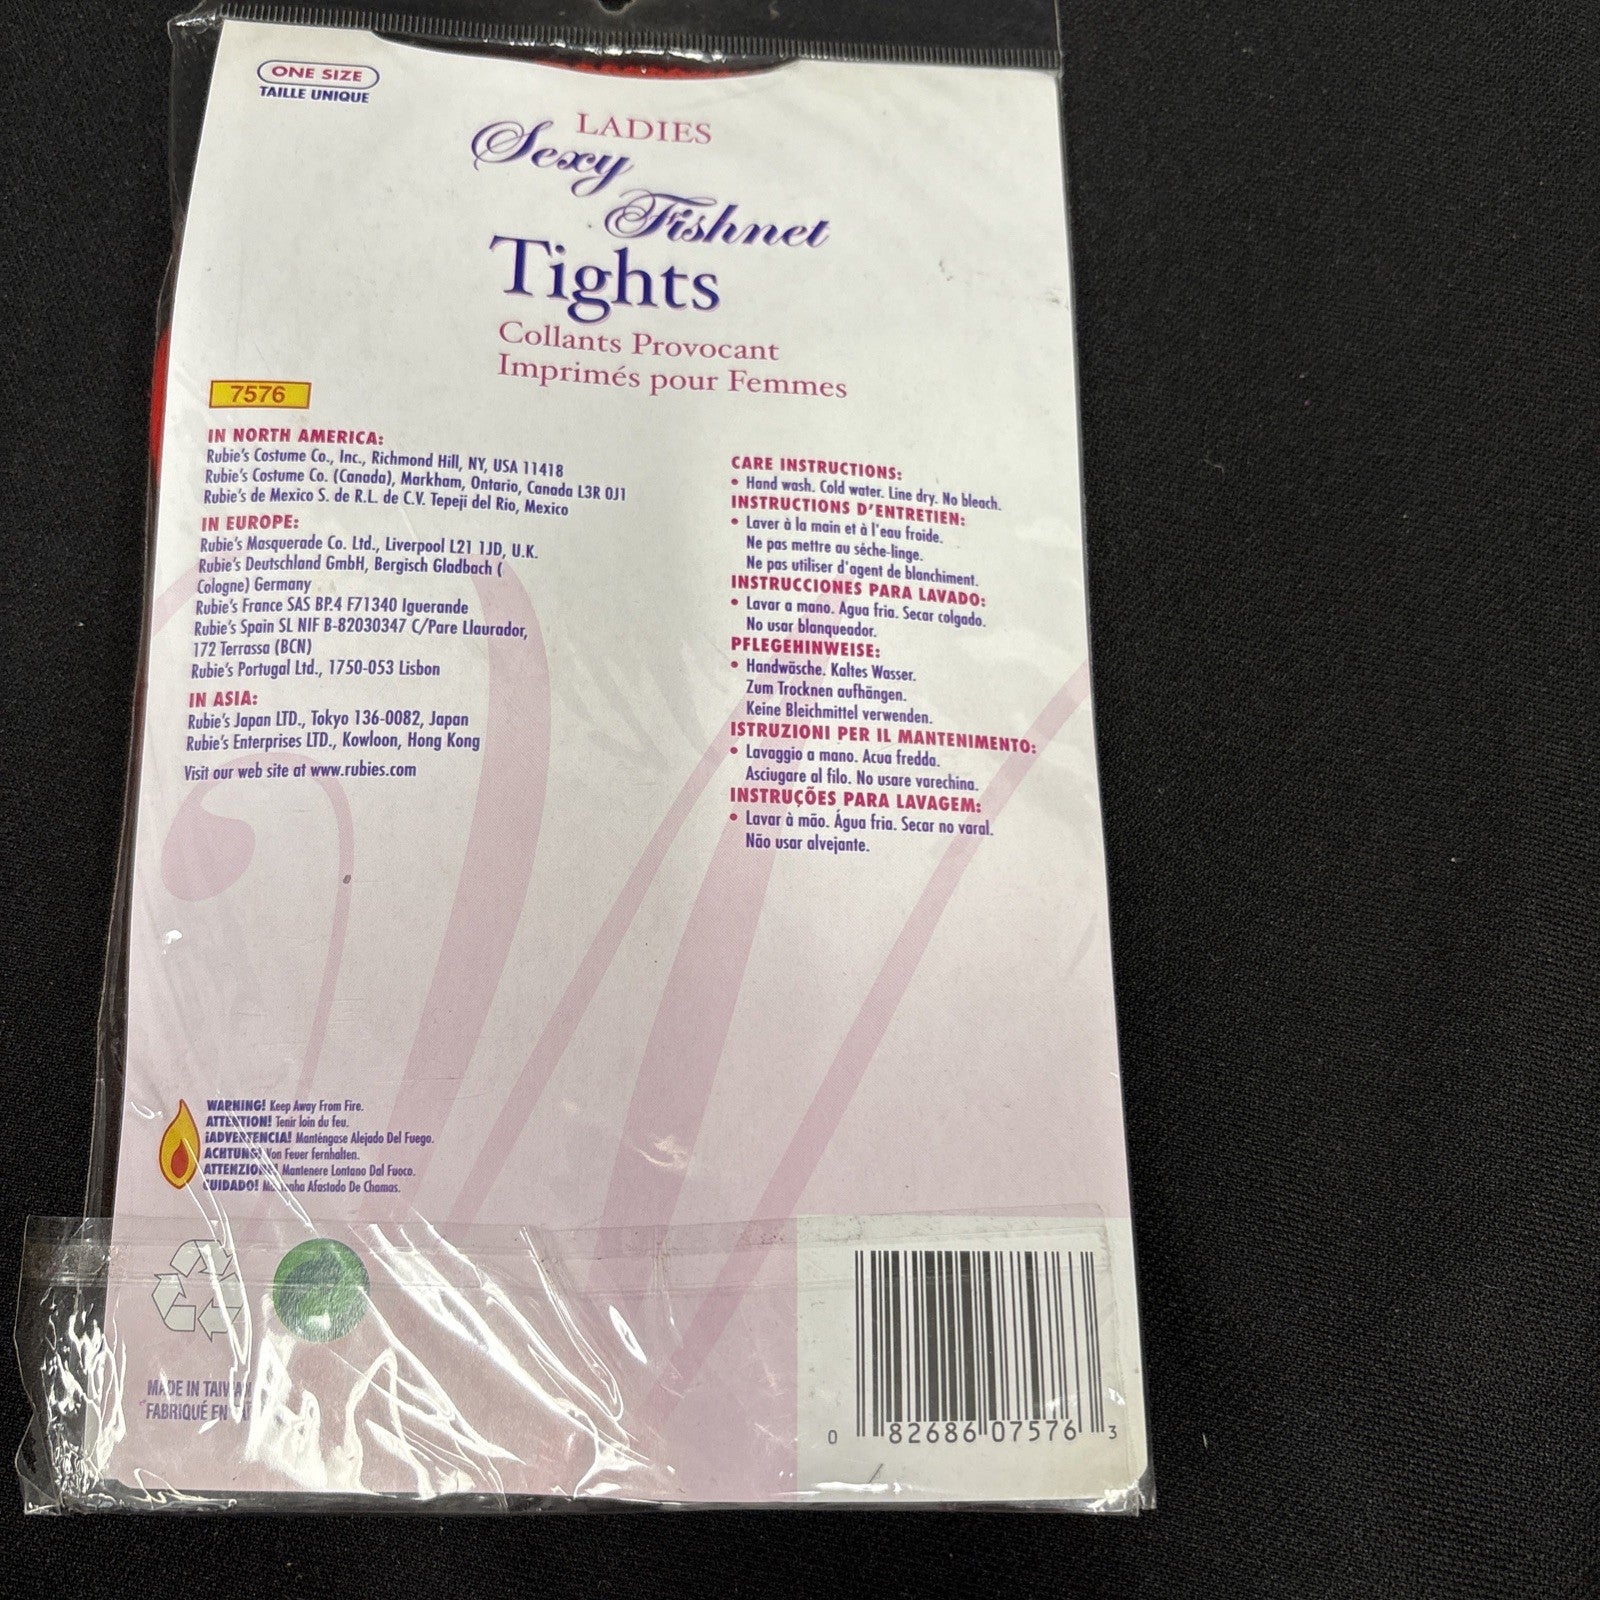 ONE SIZE
TAILLE UNIQUE
LADIES
Sexy
Fishnet
Tights
Collants Provocant
Imprimés pour Femmes
7576
IN NORTH AMERICA:
Rubie's Costume Co., Inc., Richmond Hill, NY, USA 11418
Rubie's Costume Co. (Canada), Markham, Ontario, Canada L3R 0J1
Rubie's de Mexico S. de R.L. de C.V. Tepeji del Rio, Mexico
IN EUROPE:
Rubie's Masquerade Co. Ltd., Liverpool L21 1JD, U.K.
Rubie's Deutschland GmbH, Bergisch Gladbach (
Cologne) Germany
Rubie's France SAS BP.4 F71340 Iguerande
Rubie's Spain SL NIF B-82030347 C/Pare Llaurador,
172 Terrassa (BCN)
Rubie's Portugal Ltd., 1750-053 Lisbon
IN ASIA:
Rubie's Japan LTD., Tokyo 136-0082, Japan
Rubie's Enterprises LTD., Kowloon, Hong Kong
Visit our web site at www.rubies.com
CARE INSTRUCTIONS:
• Hand wash. Cold water. Line dry. No bleach.
INSTRUCTIONS D'ENTRETIEN:
• Laver à la main et à l'eau froide.
Ne pas mettre au sèche-linge.
Ne pas utiliser d'agent de blanchiment.
INSTRUCCIONES PARA LAVADO:
• Lavar a mano. Agua fria. Secar colgado.
No usar blanqueador.
PFLEGEHINWEISE:
• Handwäsche. Kaltes Wasser.
Zum Trocknen aufhängen.
Keine Bleichmittel verwenden.
ISTRUZIONI PER IL MANTENIMENTO:
• Lavaggio a mano. Acua fredda.
Asciugare al filo. No usare varechina.
INSTRUÇÕES PARA LAVAGEM:
• Lavar à mão. Água fria. Secar no varal.
Não usar alvejante.
WARNING! Keep Away From Fire.
ATTENTION! Tenir loin du feu.
¡ADVERTENCIA! Manténgase Alejado Del Fuego.
ACHTUNG! Von Feuer fernhalten.
ATTENZIONE! Mantenere Lontano Dal Fuoco.
CUIDADO! Afastado De Chamas.
MADE IN TAIWAN
FABRIQUÉ EN
0 82686 07576 3